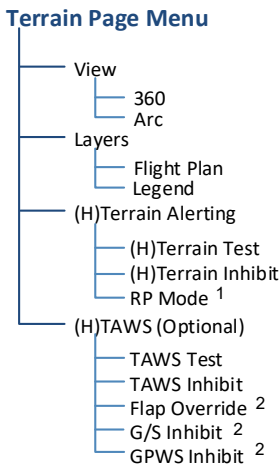 Terrain Page Menu
View
360
Arc
Layers
Flight Plan
Legend
(H)Terrain Alerting
(H)Terrain Test
(H)Terrain Inhibit
RP Mode 1
(H)TAWS (Optional)
TAWS Test
TAWS Inhibit
Flap Override 2
G/S Inhibit 2
GPWS Inhibit 2